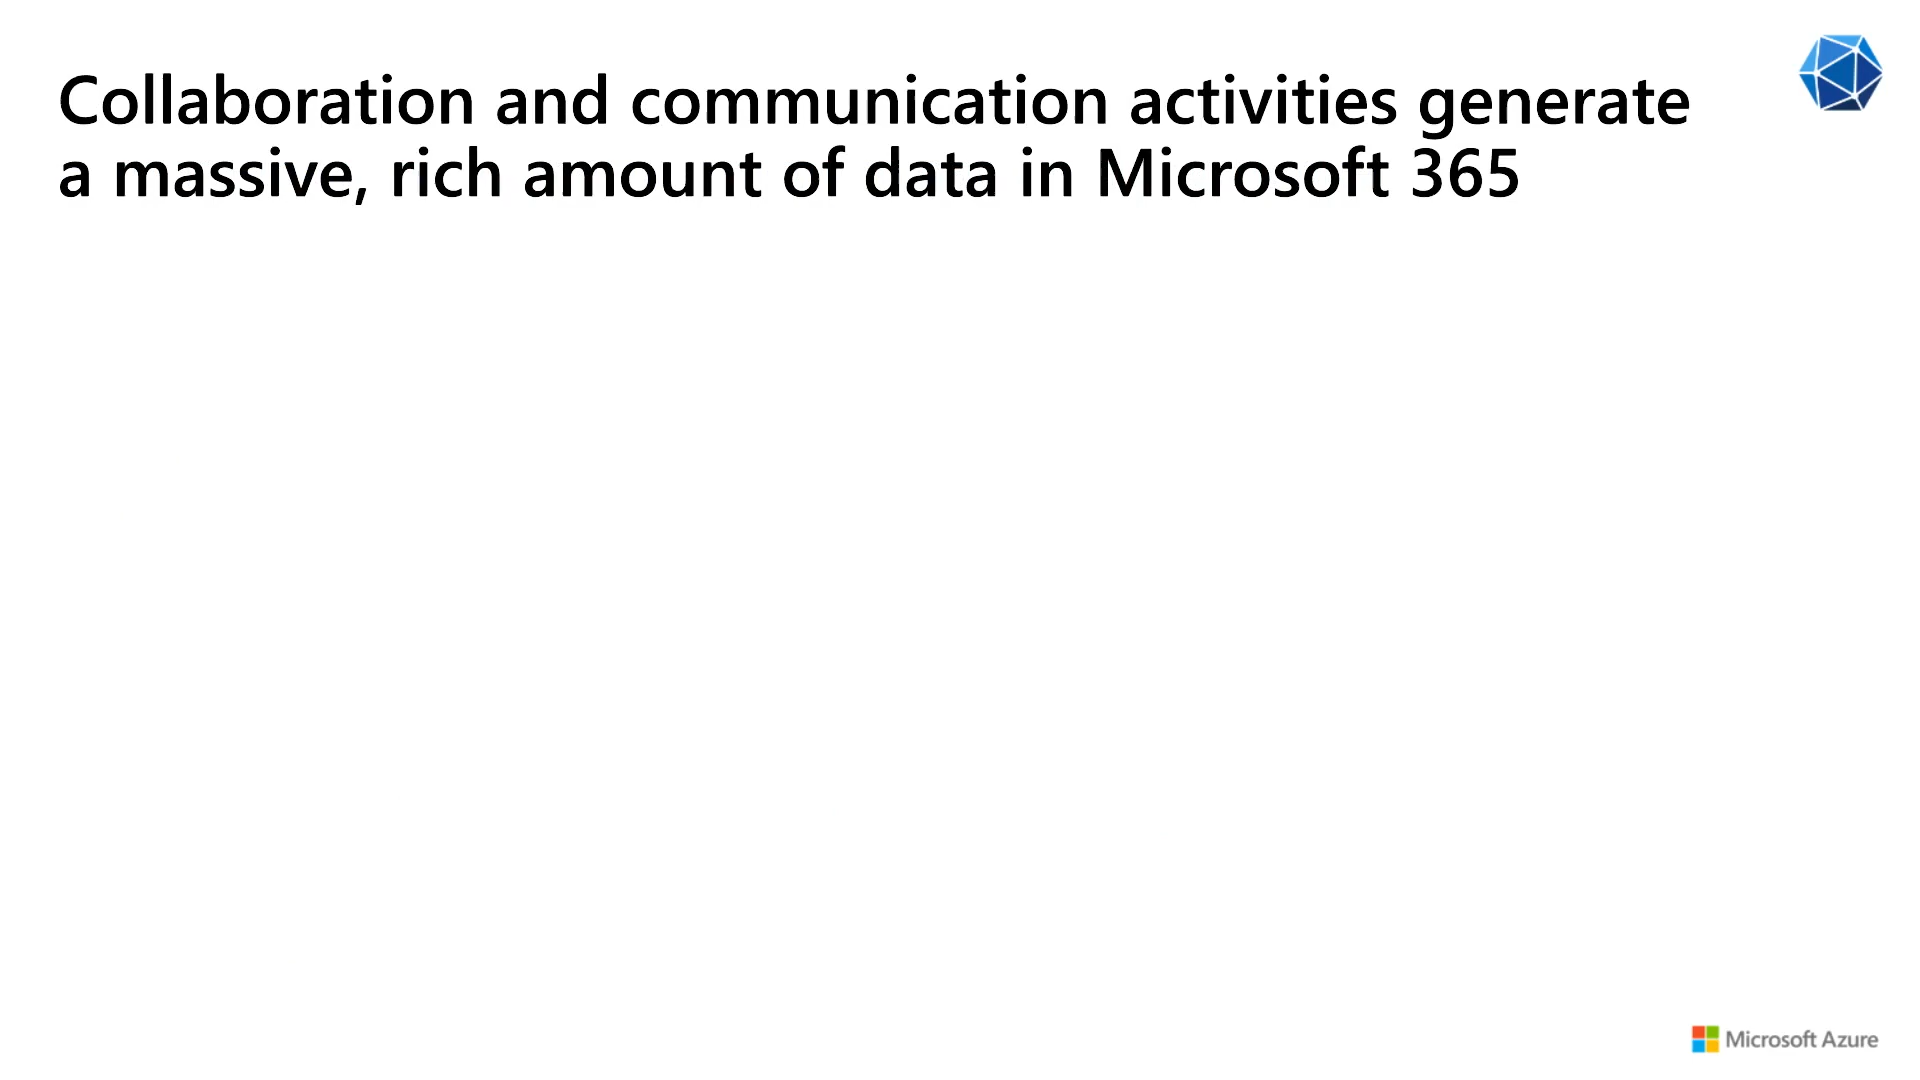 Collaboration and communication activities generate
a massive, rich amount of data in Microsoft 365
Microsoft Azure